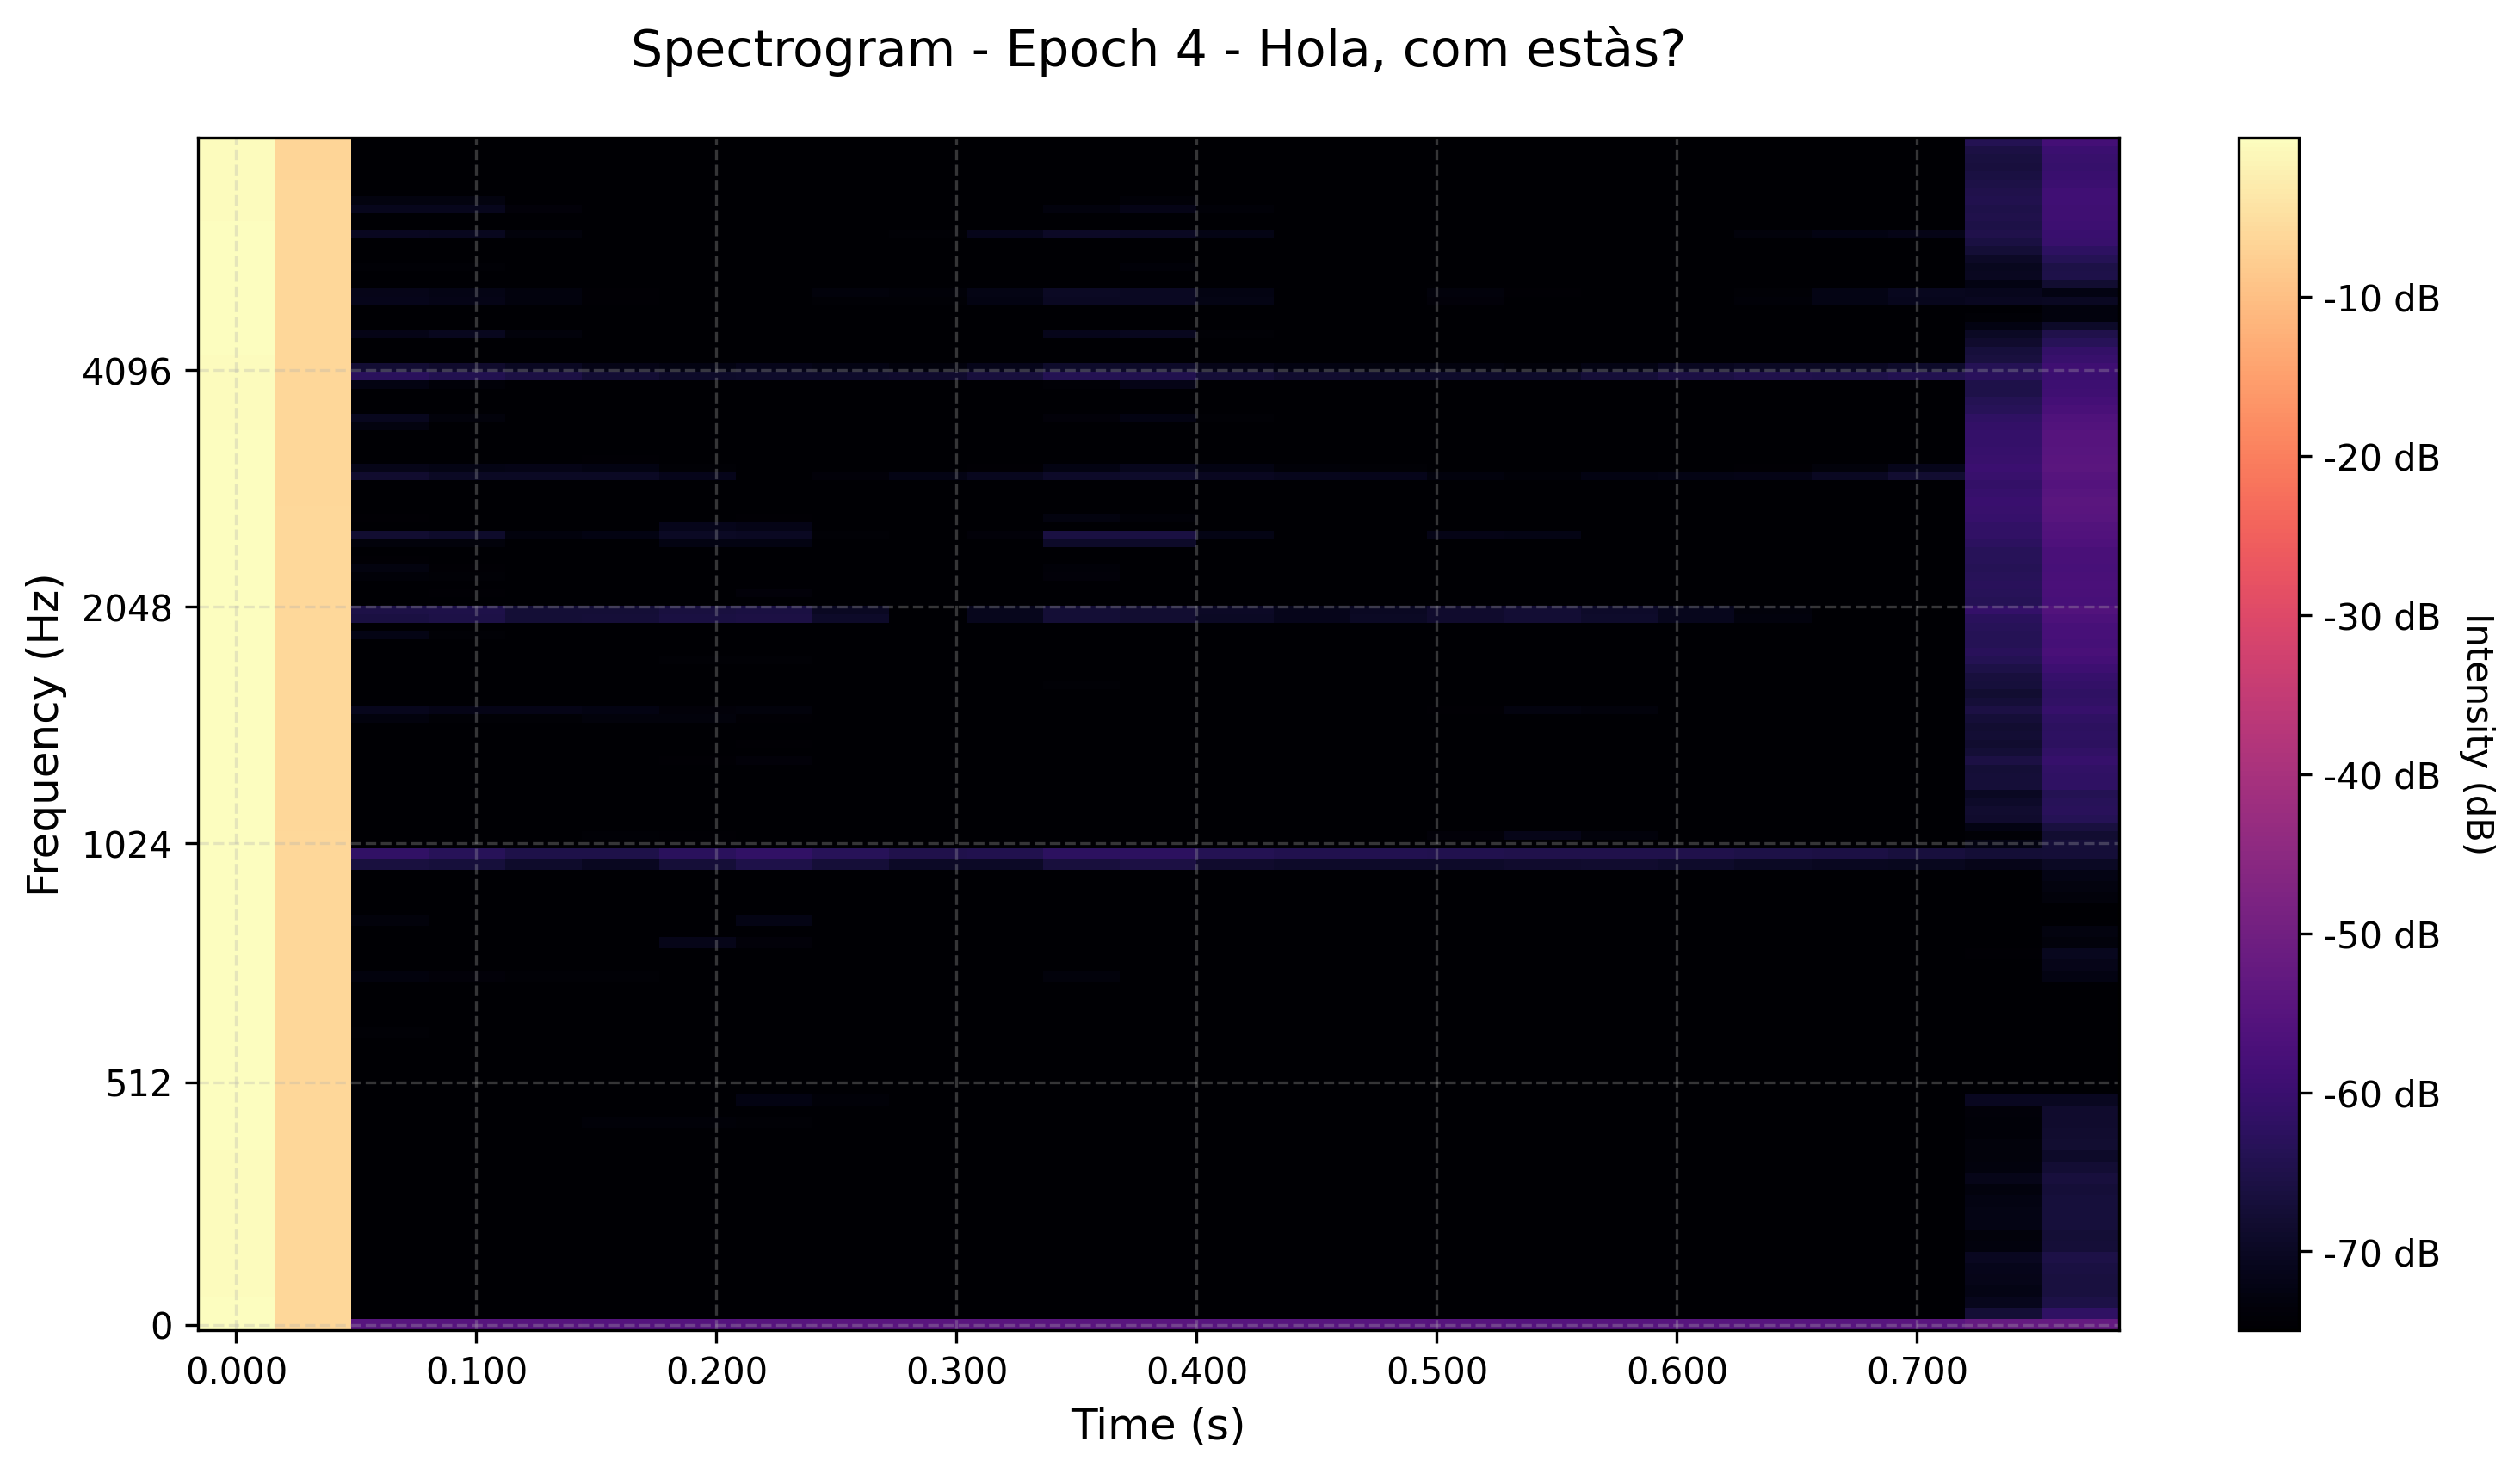 Spectrogram - Epoch 4 - Hola, com estàs?
Frequency (Hz)
4096
2048
1024
512
0
0.000 0.100 0.200 0.300 0.400 0.500 0.600 0.700
Time (s)
-10 dB
-20 dB
-30 dB
-40 dB
-50 dB
-60 dB
-70 dB
Intensity (dB)